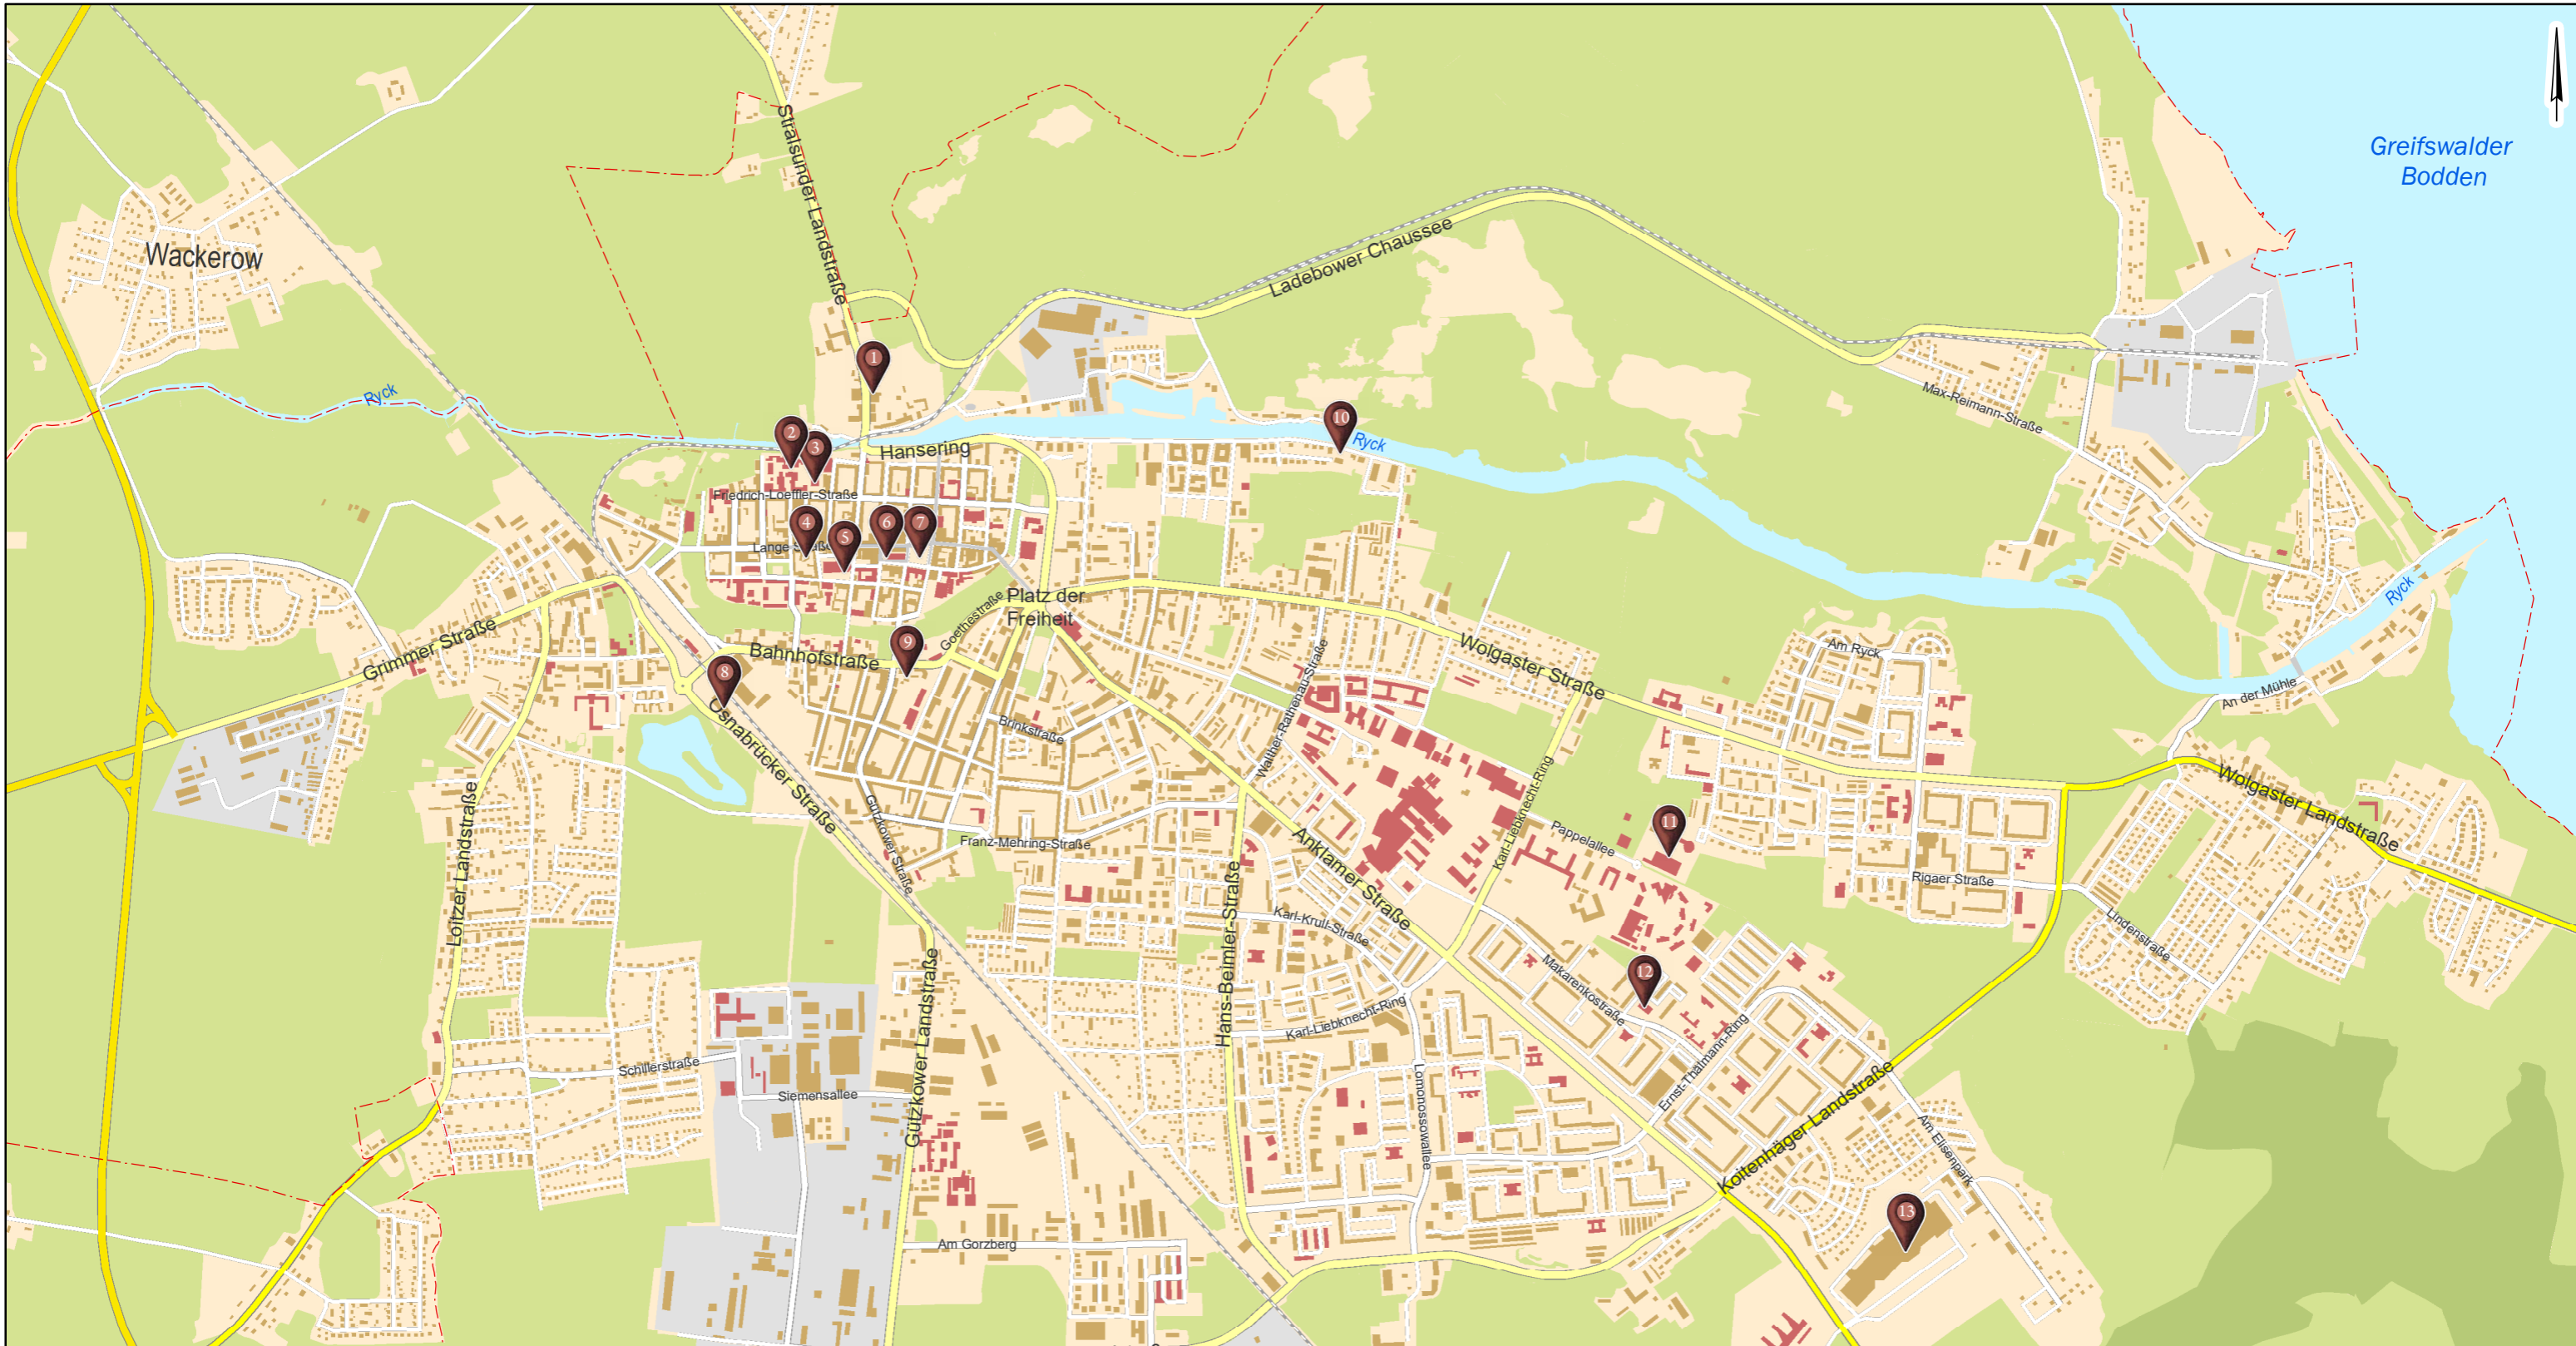 Greifswalder
Bodden
Stralsunder Landstraße
Wackerow
Ladebower Chaussee
1
Ryck
Max-Reimann-Straße
10
Ryck
2
3
Hansering
Friedrich-Loeffler-Straße
4
5
6
7
Lange Straße
Ryck
Platz der
Freiheit
Goethestraße
Grimmer Straße
Bahnhofstraße
9
8
Wolgaster Straße
Am Ryck
An der Mühle
Walther-Rathenau-Straße
Osnabrücker Straße
Brinkstraße
Wolgaster Landstraße
Loitzer Landstraße
Gützkower Straße
Franz-Mehring-Straße
Anklamer Straße
Karl-Liebknecht-Ring
Pappelallee
11
Rigaer Straße
Lindenstraße
Hans-Beimler-Straße
Karl-Krull-Straße
Makarenkostraße
12
Karl-Liebknecht-Ring
Gützkower Landstraße
Schillerstraße
Siemensallee
Lomonosowallee
Ernst-Thälmann-Ring
Koitenhäger Landstraße
Am Elisenpark
13
Am Gorzberg